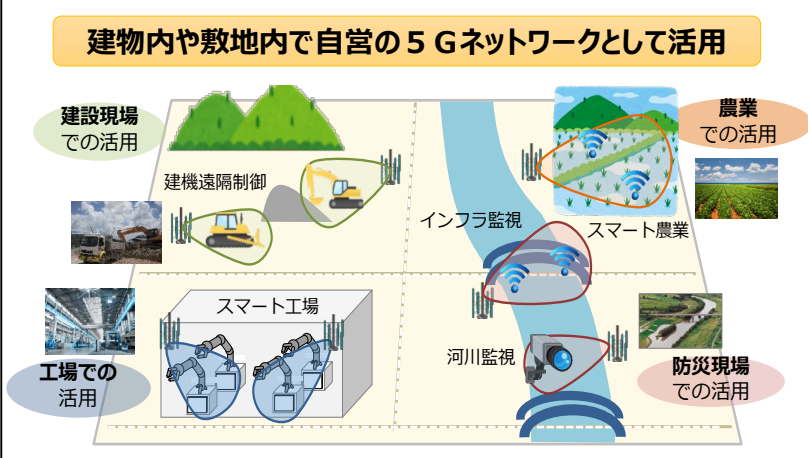 建物内や敷地内で自営の５Gネットワークとして活用
建設現場
での活用
農業
での活用
建機遠隔制御
インフラ監視
スマート農業
スマート工場
河川監視
工場での
活用
防災現場
での活用